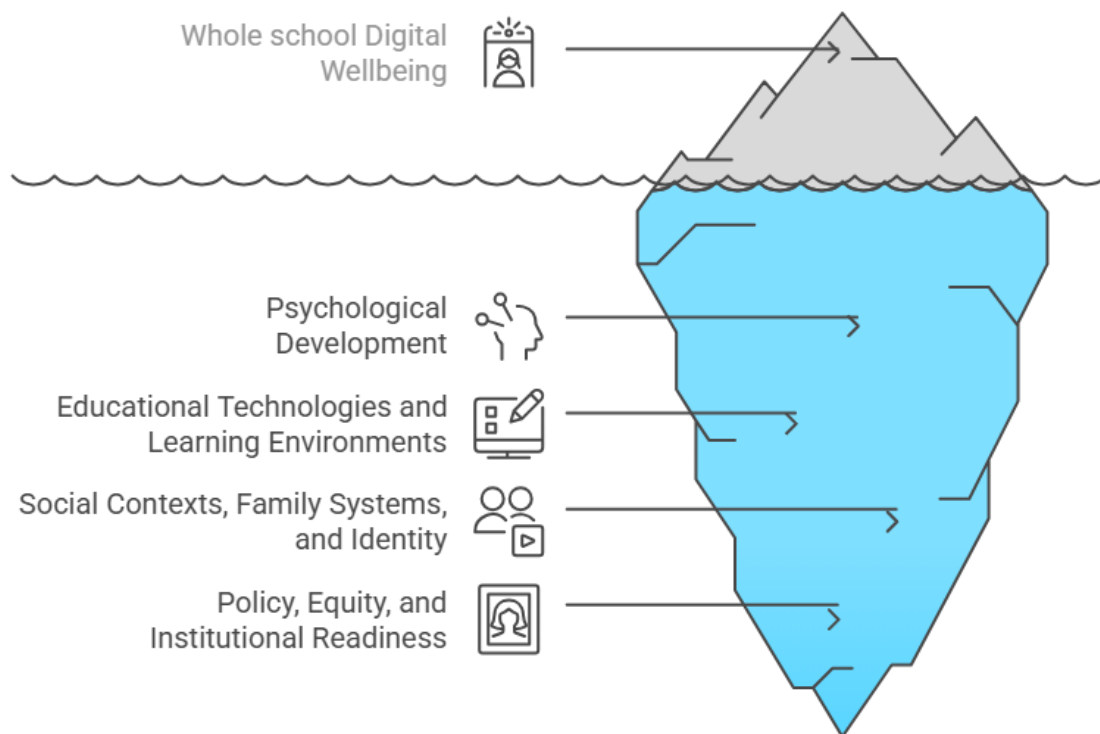 Whole school Digital
Wellbeing
Psychological
Development
Educational Technologies and
Learning Environments
Social Contexts, Family Systems,
and Identity
Policy, Equity, and
Institutional Readiness